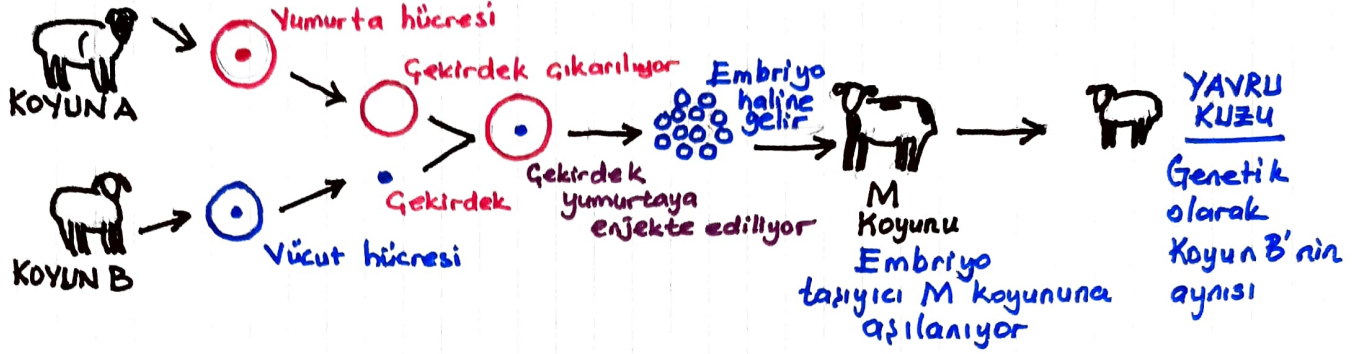 Yumurta hücresi
KOYUN A
Çekirdek çıkarılıyor
Çekirdek
KOYUN B
Vücut hücresi
Çekirdek
yumurtaya
enjekte ediliyor
Embriyo
haline
gelir
M
Koyunu
Embriyo
taşıyıcı M koyununa
aşılanıyor
YAVRU
KUZU
Genetik
olarak
Koyun B'nin
aynısı